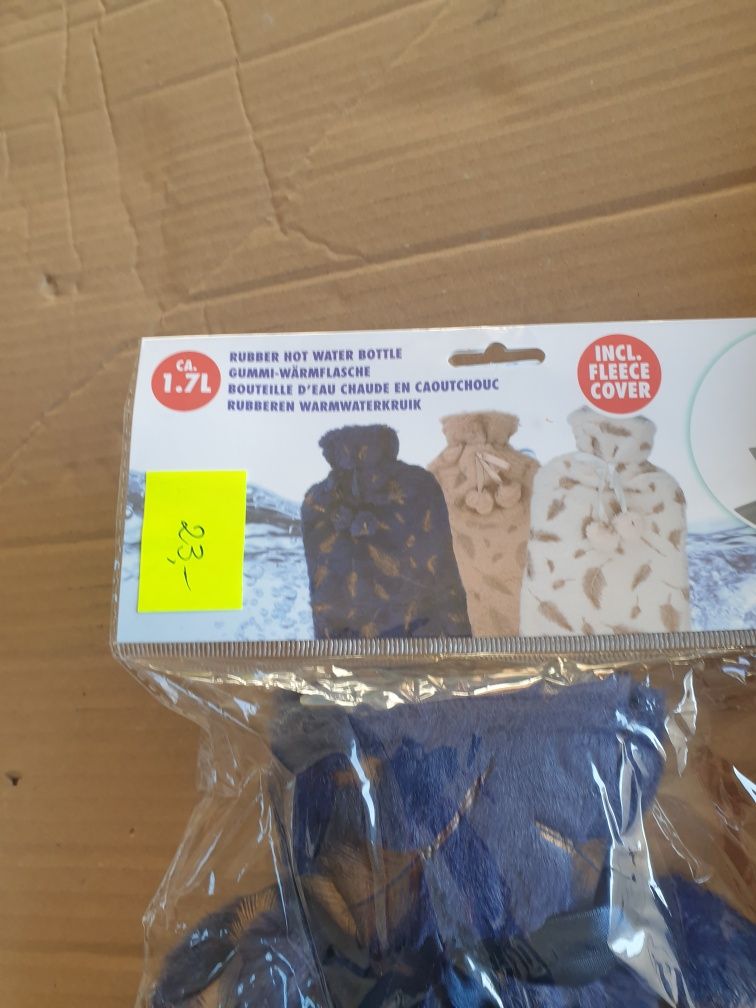 CA.
1.7L
RUBBER HOT WATER BOTTLE
GUMMI-WÄRMFLASCHE
BOUTEILLE D'EAU CHAUDE EN CAOUTCHOUC
RUBBEREN WARMWATERKRUIK
INCL.
FLEECE
COVER
23,-